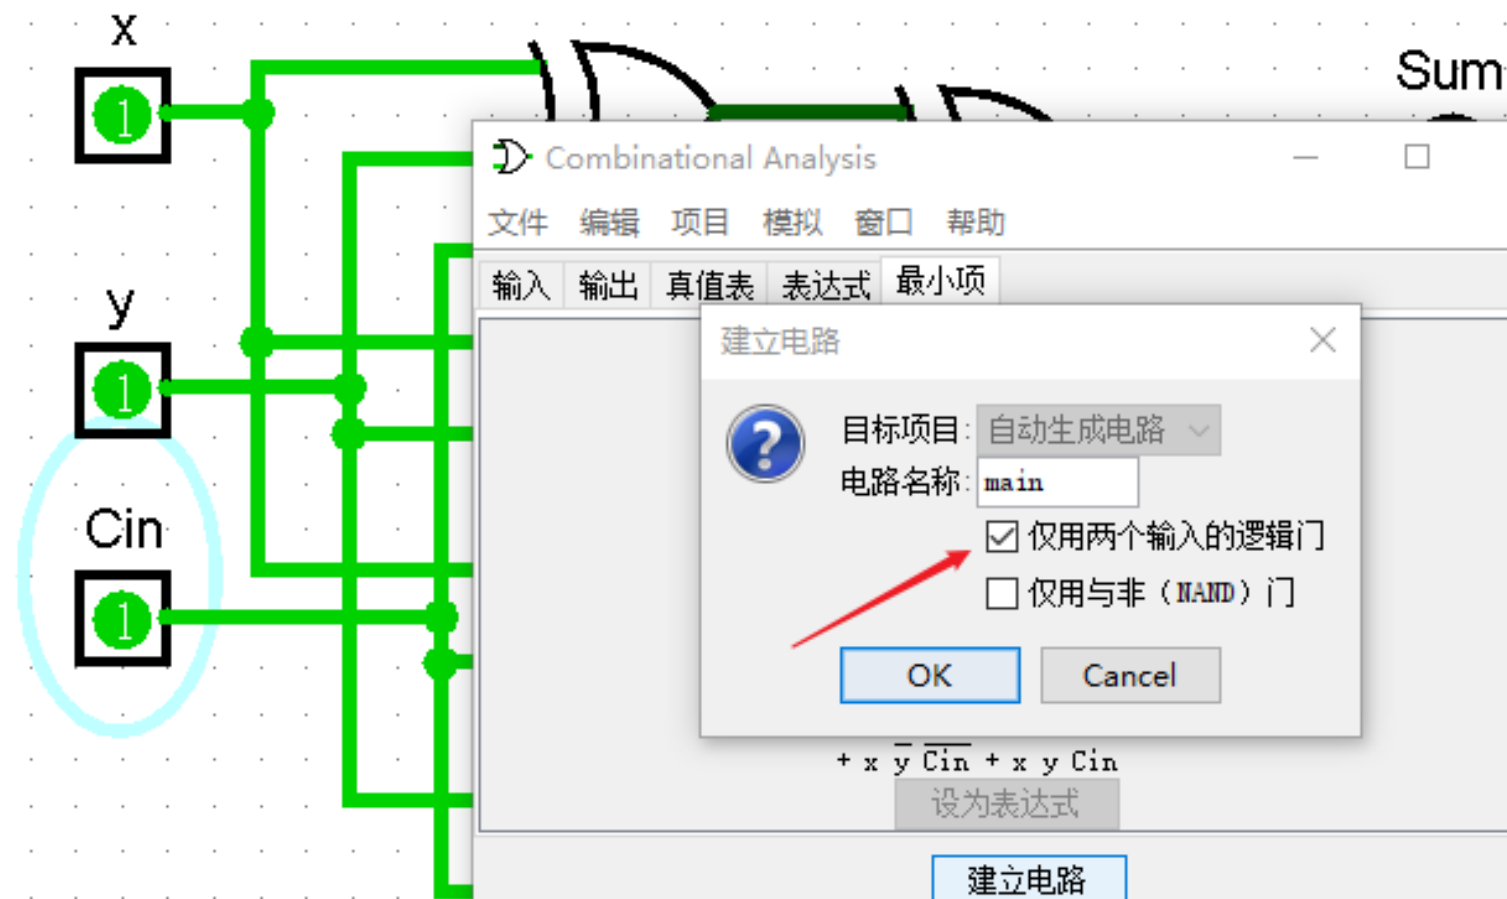 x
Sum
1
Combinational Analysis
文件 编辑 项目 模拟 窗口 帮助
输入 输出 真值表 表达式 最小项
y
建立电路
1
目标项目: 自动生成电路
电路名称: main
Cin
仅用两个输入的逻辑门
仅用与非（NAND）门
1
OK Cancel
+ x y̅ C̅i̅n̅ + x y Cin
设为表达式
建立电路